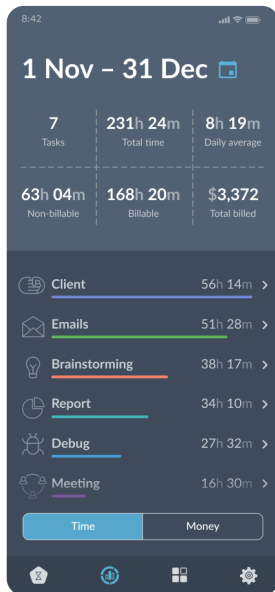 8:42
1 Nov – 31 Dec
7 231h 24m 8h 19m
Tasks Total time Daily average
63h 04m 168h 20m $3,372
Non-billable Billable Total billed
Client 56h 14m >
Emails 51h 28m >
Brainstorming 38h 17m >
Report 34h 10m >
Debug 27h 32m >
Meeting 16h 30m >
Time Money